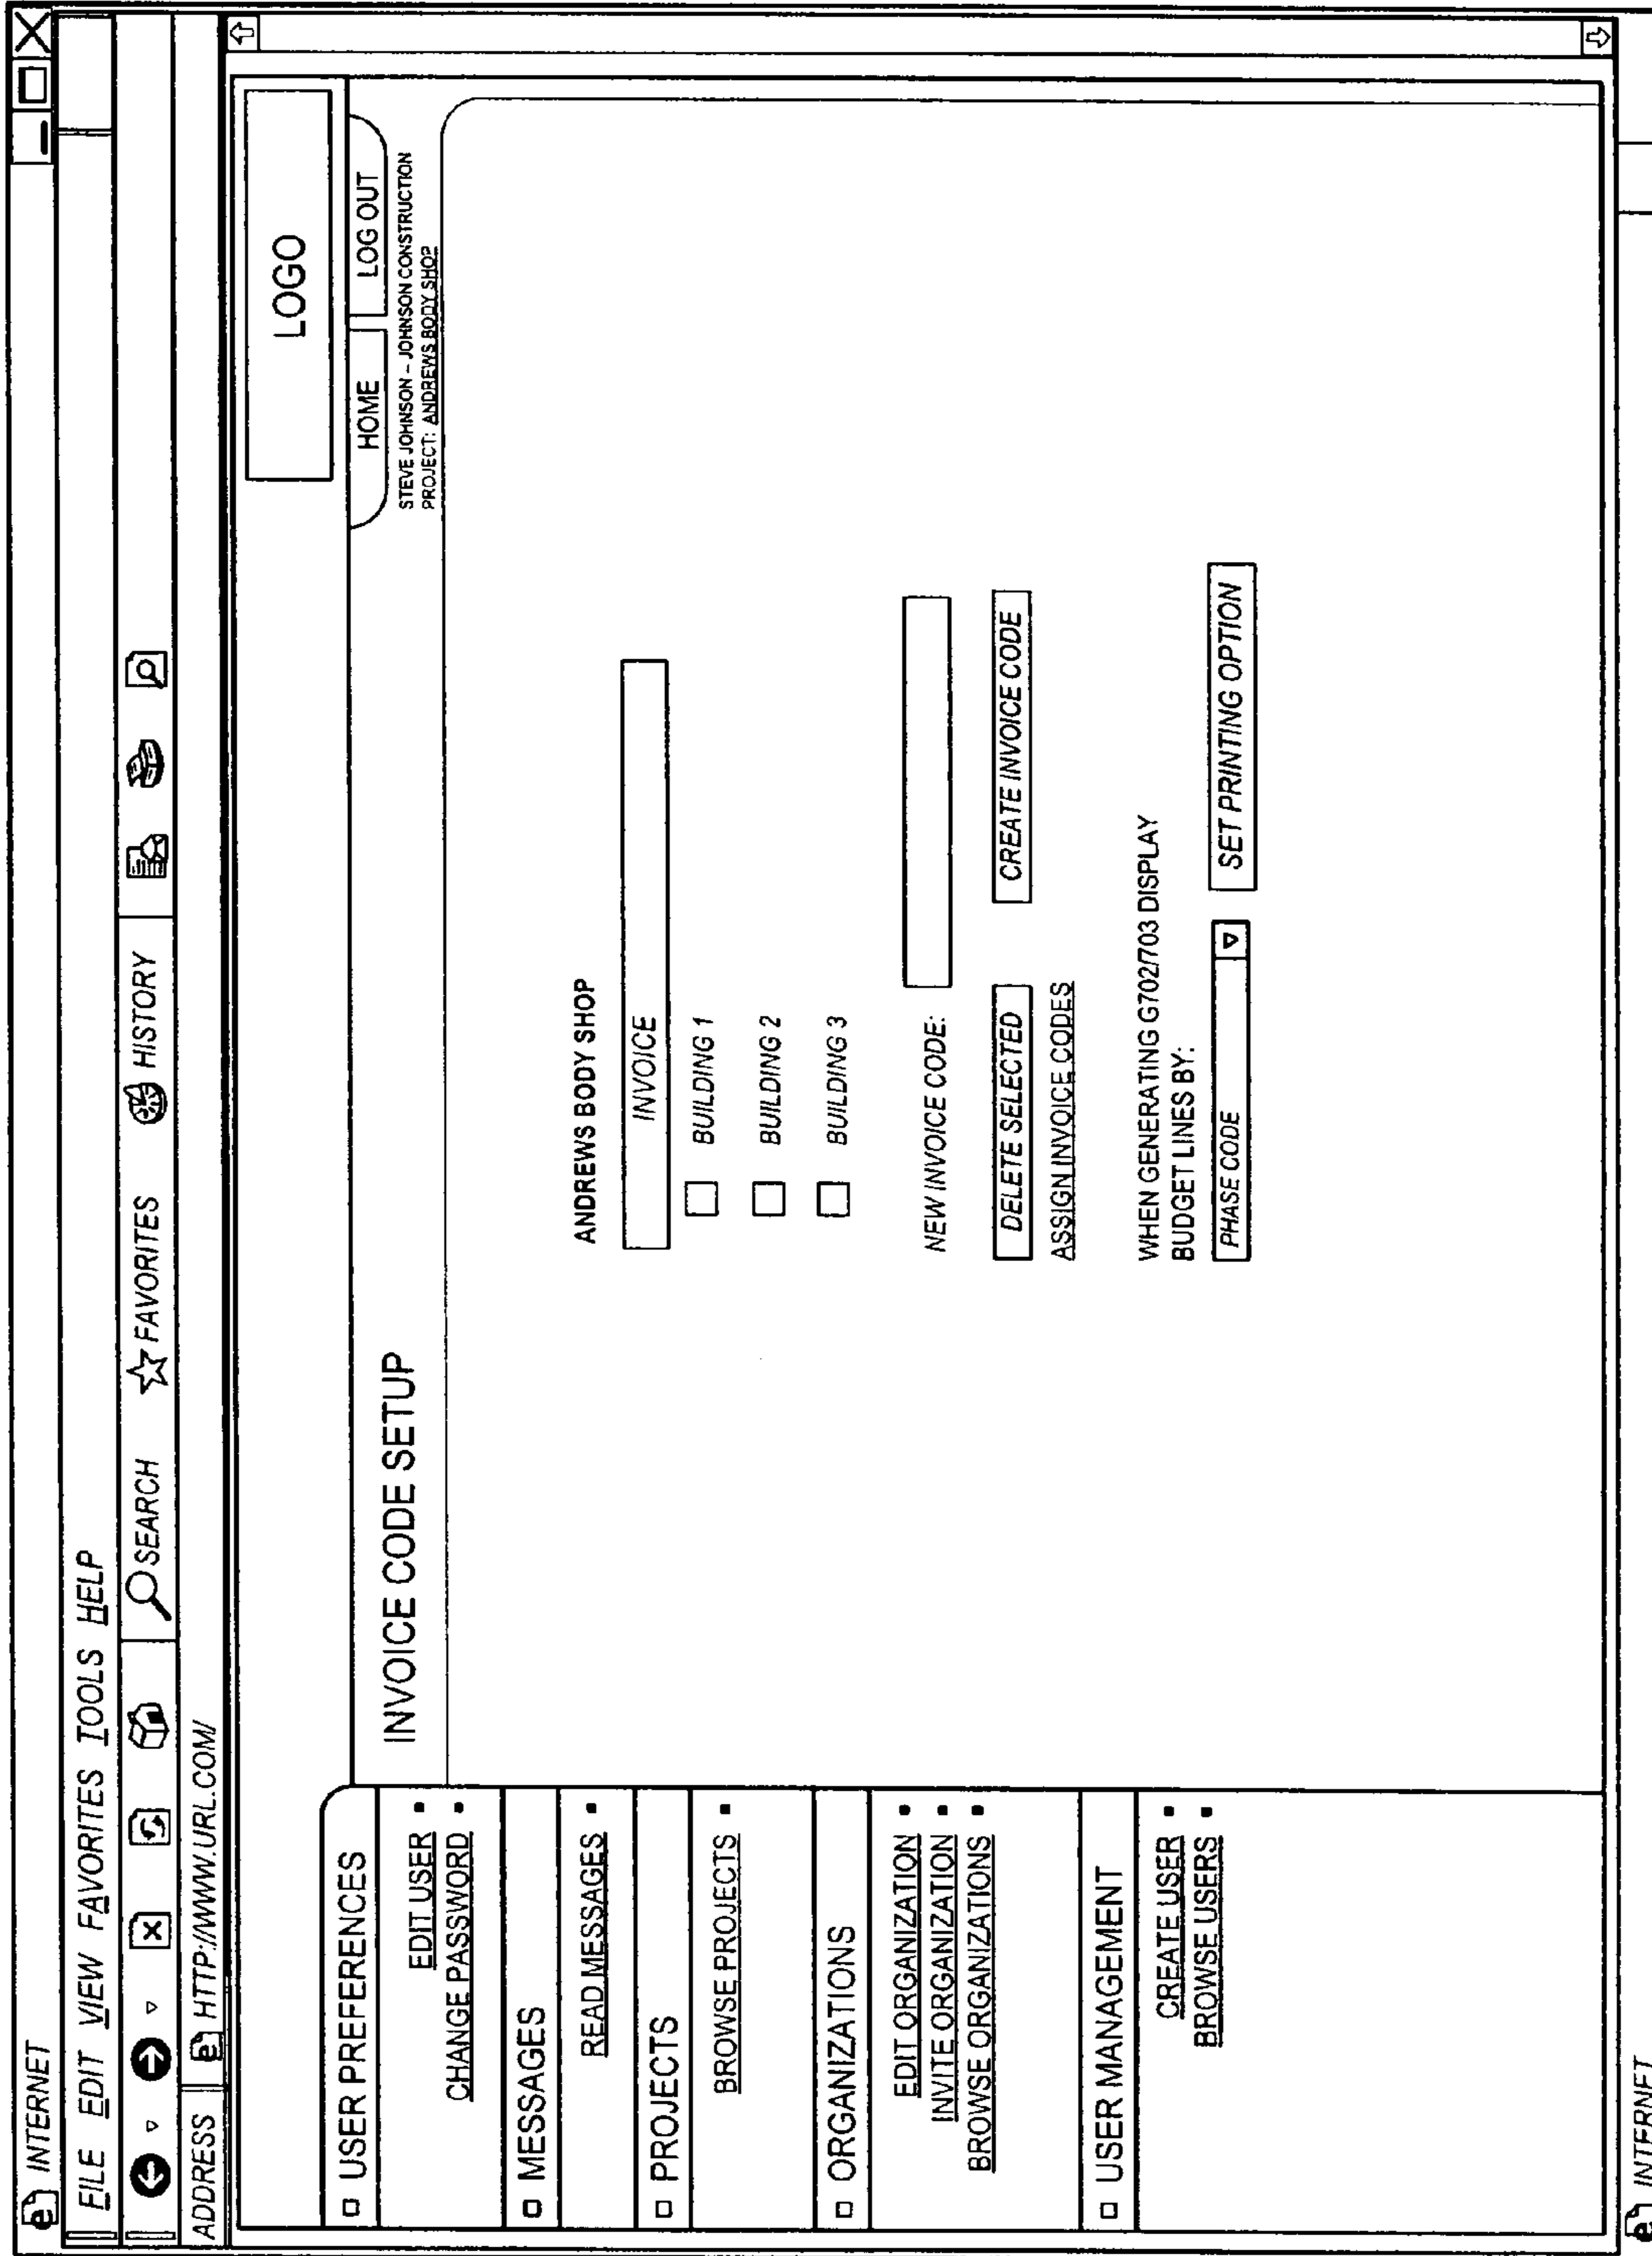 INTERNET
FILE EDIT VIEW FAVORITES TOOLS HELP
SEARCH FAVORITES HISTORY
ADDRESS HTTP://WWW.URL.COM/
LOGO
HOME LOG OUT
STEVE JOHNSON – JOHNSON CONSTRUCTION
PROJECT: ANDREWS BODY SHOP
INVOICE CODE SETUP
USER PREFERENCES
EDIT USER
CHANGE PASSWORD
MESSAGES
READ MESSAGES
PROJECTS
BROWSE PROJECTS
ORGANIZATIONS
EDIT ORGANIZATION
INVITE ORGANIZATION
BROWSE ORGANIZATIONS
USER MANAGEMENT
CREATE USER
BROWSE USERS
ANDREWS BODY SHOP
INVOICE
BUILDING 1
BUILDING 2
BUILDING 3
NEW INVOICE CODE:
DELETE SELECTED CREATE INVOICE CODE
ASSIGN INVOICE CODES
WHEN GENERATING G702/703 DISPLAY
BUDGET LINES BY:
PHASE CODE SET PRINTING OPTION
INTERNET